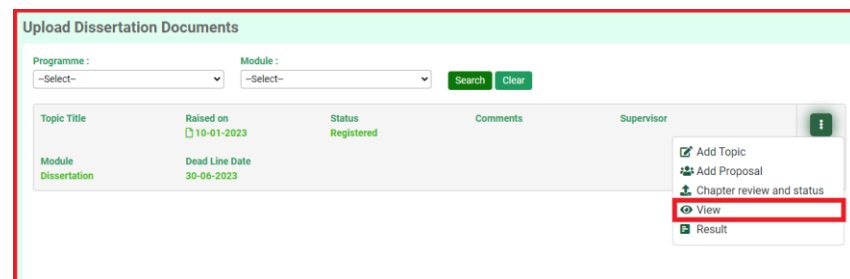 Upload Dissertation Documents
Programme : Module :
--Select-- --Select-- Search Clear
Topic Title Raised on Status Comments Supervisor
10-01-2023 Registered
Module Dead Line Date
Dissertation 30-06-2023
Add Topic
Add Proposal
Chapter review and status
View
Result